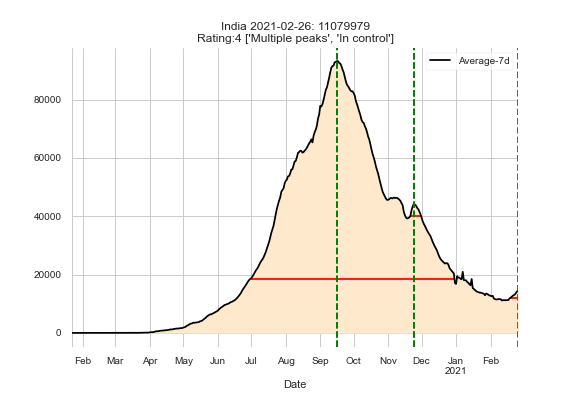 India 2021-02-26: 11079979
Rating:4 ['Multiple peaks', 'In control']
Average-7d
80000
60000
40000
20000
0
Feb Mar Apr May Jun Jul Aug Sep Oct Nov Dec Jan Feb
2021
Date